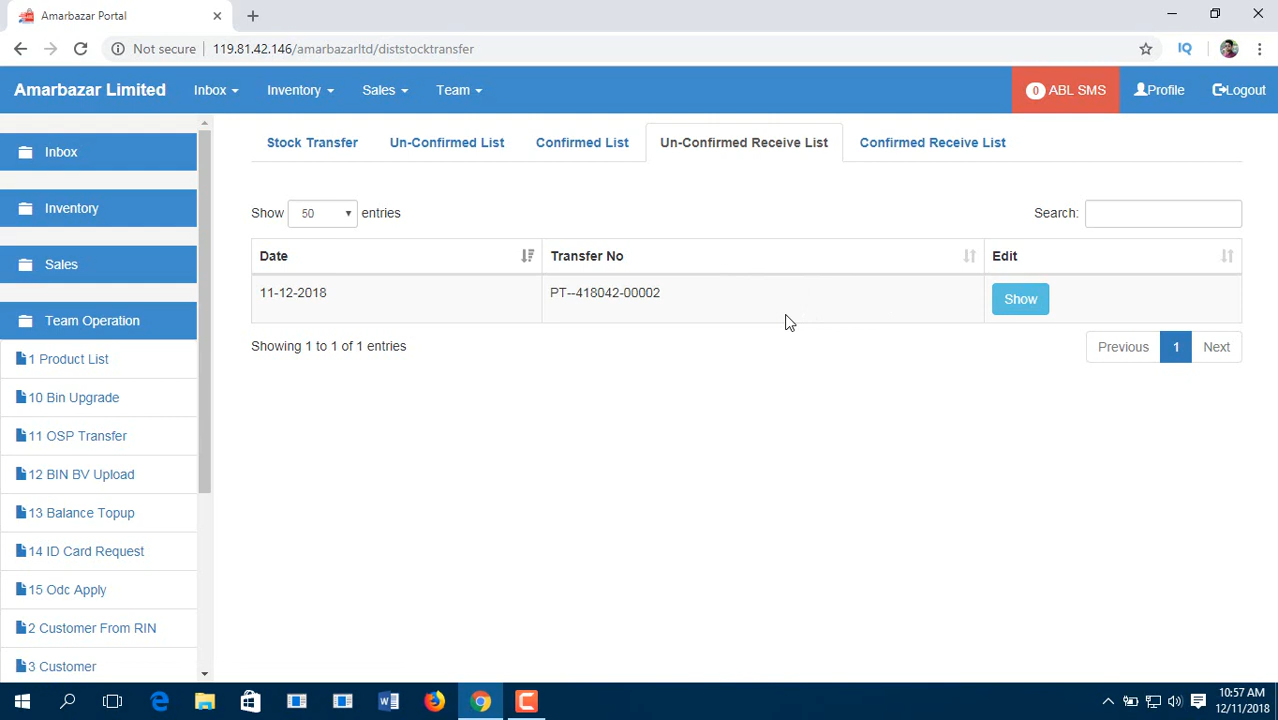 Amarbazar Portal
Not secure 119.81.42.146/amarbazarltd/diststocktransfer IQ
Amarbazar Limited Inbox Inventory Sales Team 0 ABL SMS Profile Logout
Inbox
Inventory
Sales
Team Operation
1 Product List
10 Bin Upgrade
11 OSP Transfer
12 BIN BV Upload
13 Balance Topup
14 ID Card Request
15 Odc Apply
2 Customer From RIN
3 Customer
Stock Transfer Un-Confirmed List Confirmed List Un-Confirmed Receive List Confirmed Receive List
Show 50 entries Search:
Date Transfer No Edit
11-12-2018 PT--418042-00002 Show
Showing 1 to 1 of 1 entries Previous 1 Next
10:57 AM
12/11/2018